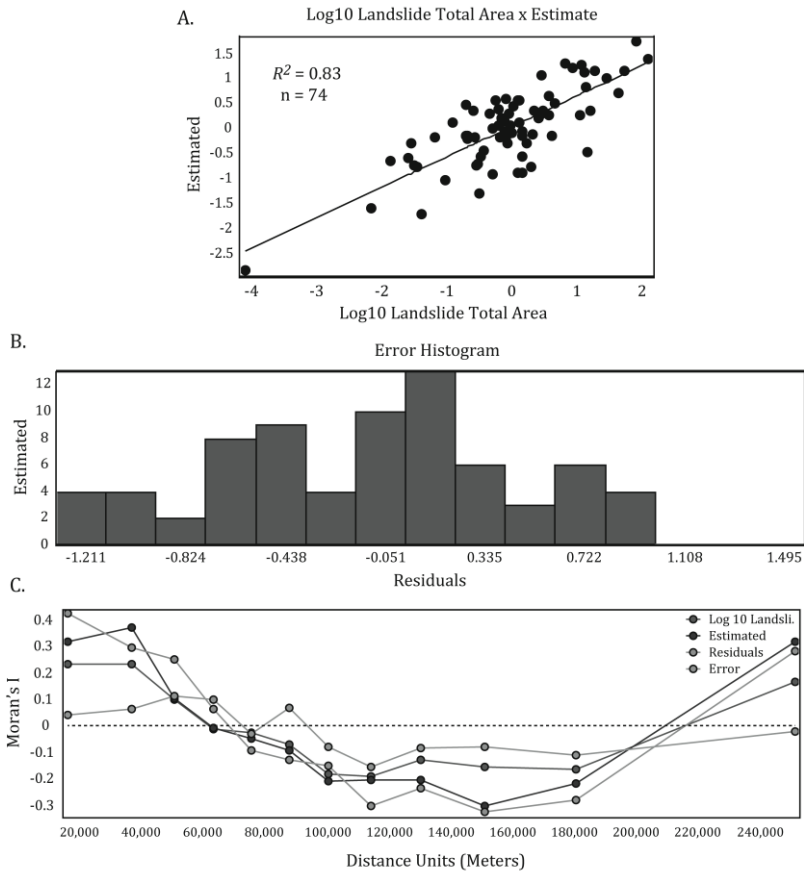 A.
Log10 Landslide Total Area x Estimate
R² = 0.83
n = 74
Estimated
1.5
1
0.5
0
-0.5
-1
-1.5
-2
-2.5
-4 -3 -2 -1 0 1 2
Log10 Landslide Total Area
B.
Error Histogram
Estimated
12
10
8
6
4
2
0
-1.211 -0.824 -0.438 -0.051 0.335 0.722 1.108 1.495
Residuals
C.
Moran's I
0.4
0.3
0.2
0.1
0
-0.1
-0.2
-0.3
Log 10 Landsli.
Estimated
Residuals
Error
20,000 40,000 60,000 80,000 100,000 120,000 140,000 160,000 180,000 200,000 220,000 240,000
Distance Units (Meters)